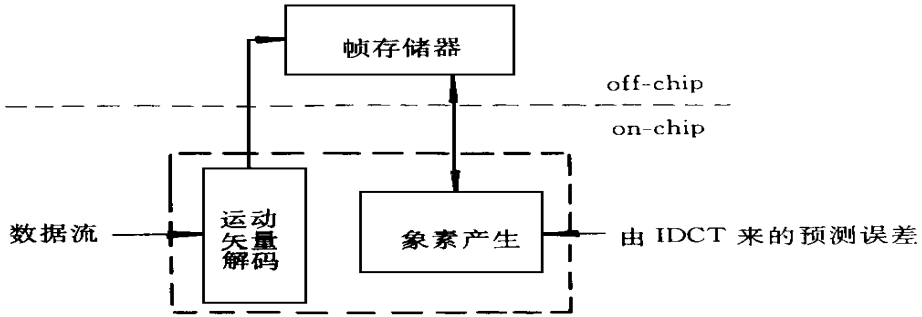 帧存储器
off-chip
on-chip
运动
矢量
解码
数据流
象素产生
由 IDCT 来的预测误差